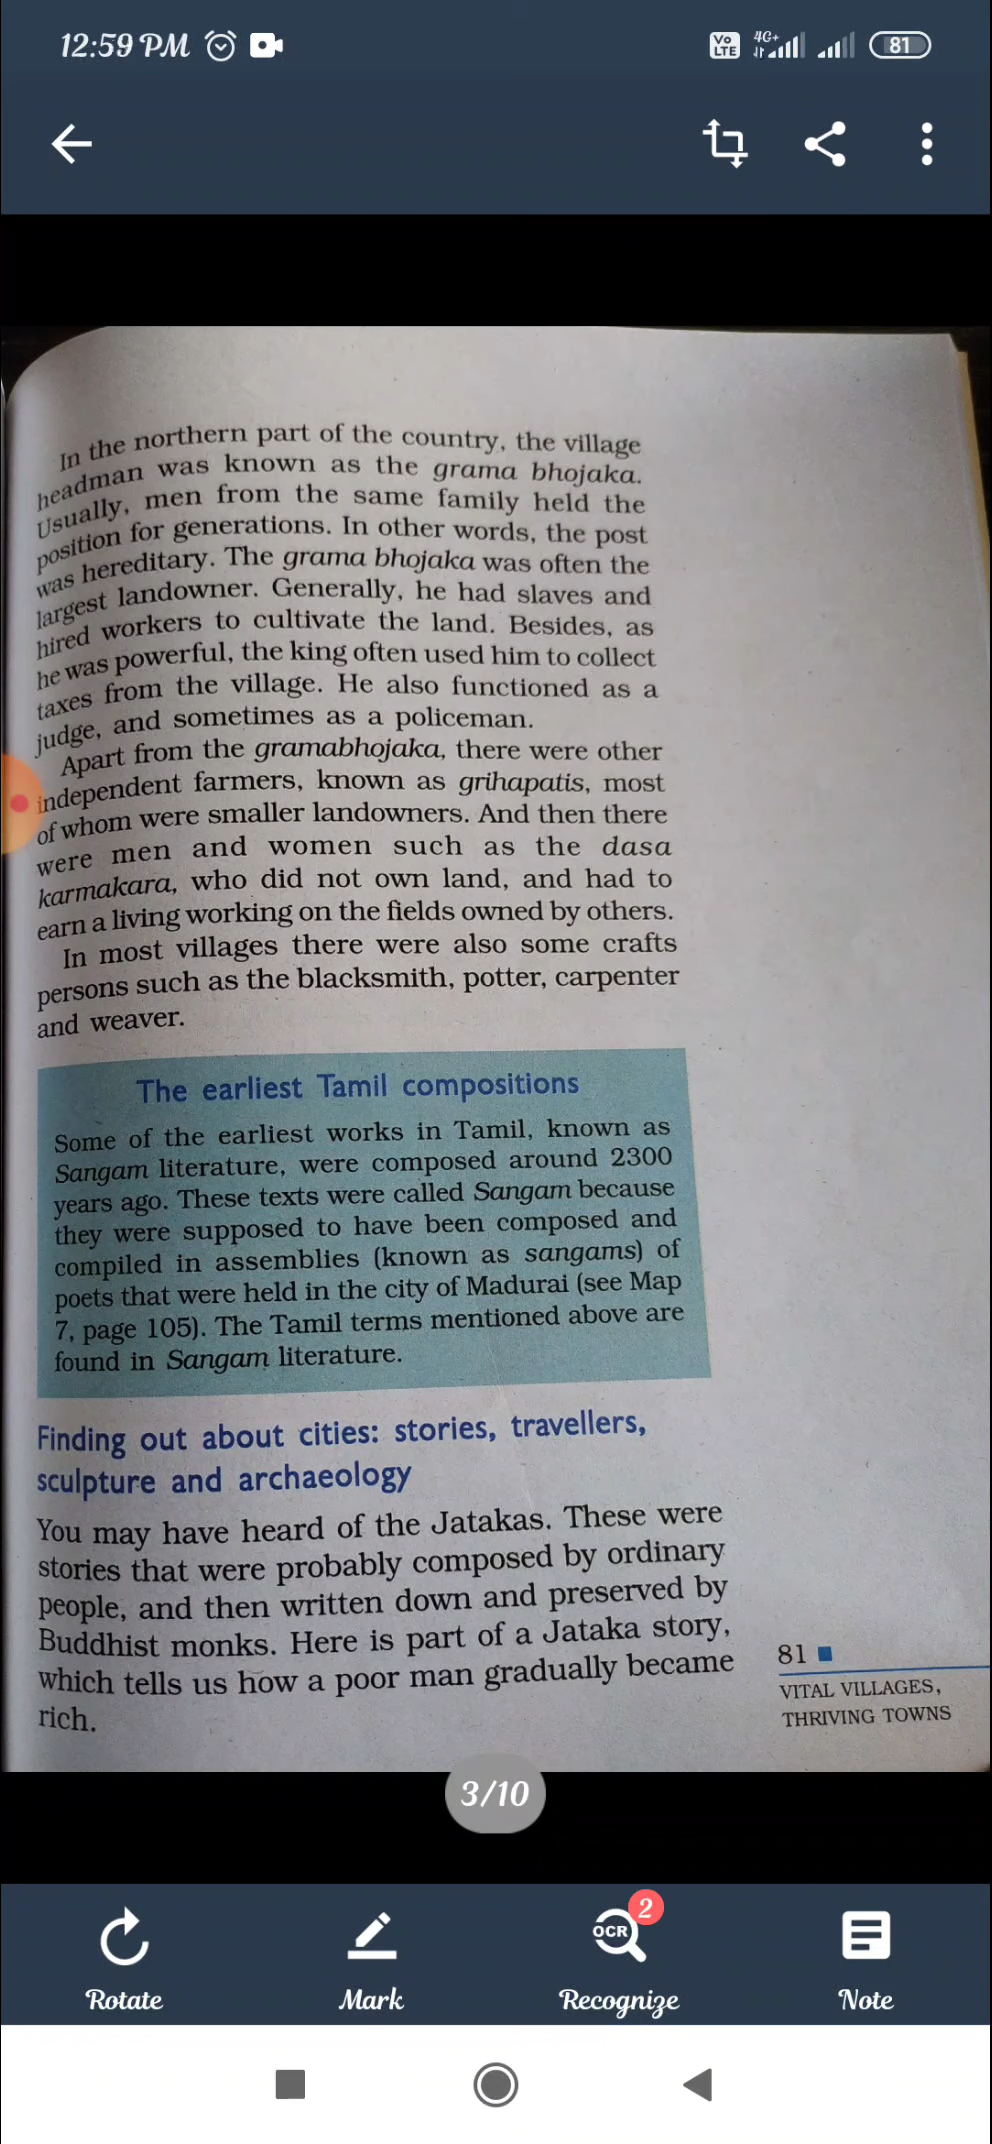 12:59 PM
Vo LTE 4G+ 81
In the northern part of the country, the village
headman was known as the grama bhojaka.
Usually, men from the same family held the
position for generations. In other words, the post
was hereditary. The grama bhojaka was often the
largest landowner. Generally, he had slaves and
hired workers to cultivate the land. Besides, as
he was powerful, the king often used him to collect
taxes from the village. He also functioned as a
judge, and sometimes as a policeman.
Apart from the gramabhojaka, there were other
independent farmers, known as grihapatis, most
of whom were smaller landowners. And then there
were men and women such as the dasa
karmakara, who did not own land, and had to
earn a living working on the fields owned by others.
In most villages there were also some crafts
persons such as the blacksmith, potter, carpenter
and weaver.
The earliest Tamil compositions
Some of the earliest works in Tamil, known as
Sangam literature, were composed around 2300
years ago. These texts were called Sangam because
they were supposed to have been composed and
compiled in assemblies (known as sangams) of
poets that were held in the city of Madurai (see Map
7, page 105). The Tamil terms mentioned above are
found in Sangam literature.
Finding out about cities: stories, travellers,
sculpture and archaeology
You may have heard of the Jatakas. These were
stories that were probably composed by ordinary
people, and then written down and preserved by
Buddhist monks. Here is part of a Jataka story,
which tells us how a poor man gradually became
rich.
81
VITAL VILLAGES,
THRIVING TOWNS
3/10
OCR 2
Rotate Mark Recognize Note